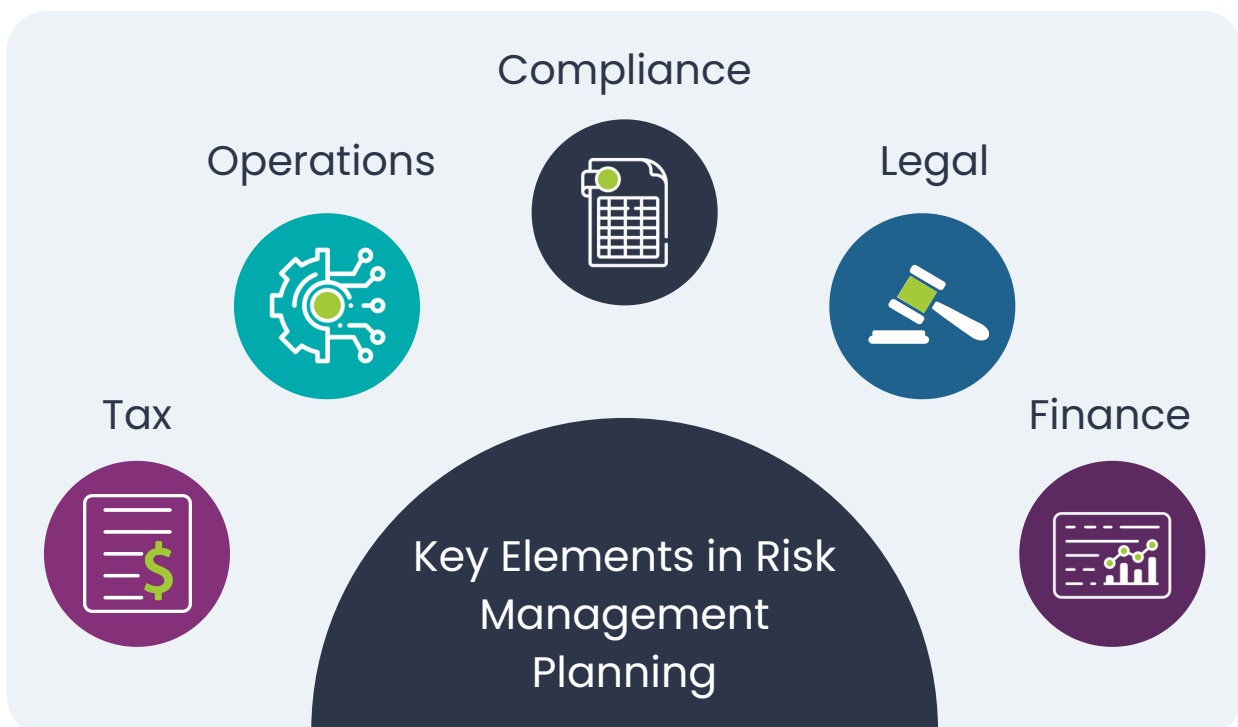 Compliance
Operations
Legal
Tax
Finance
$
Key Elements in Risk
Management
Planning